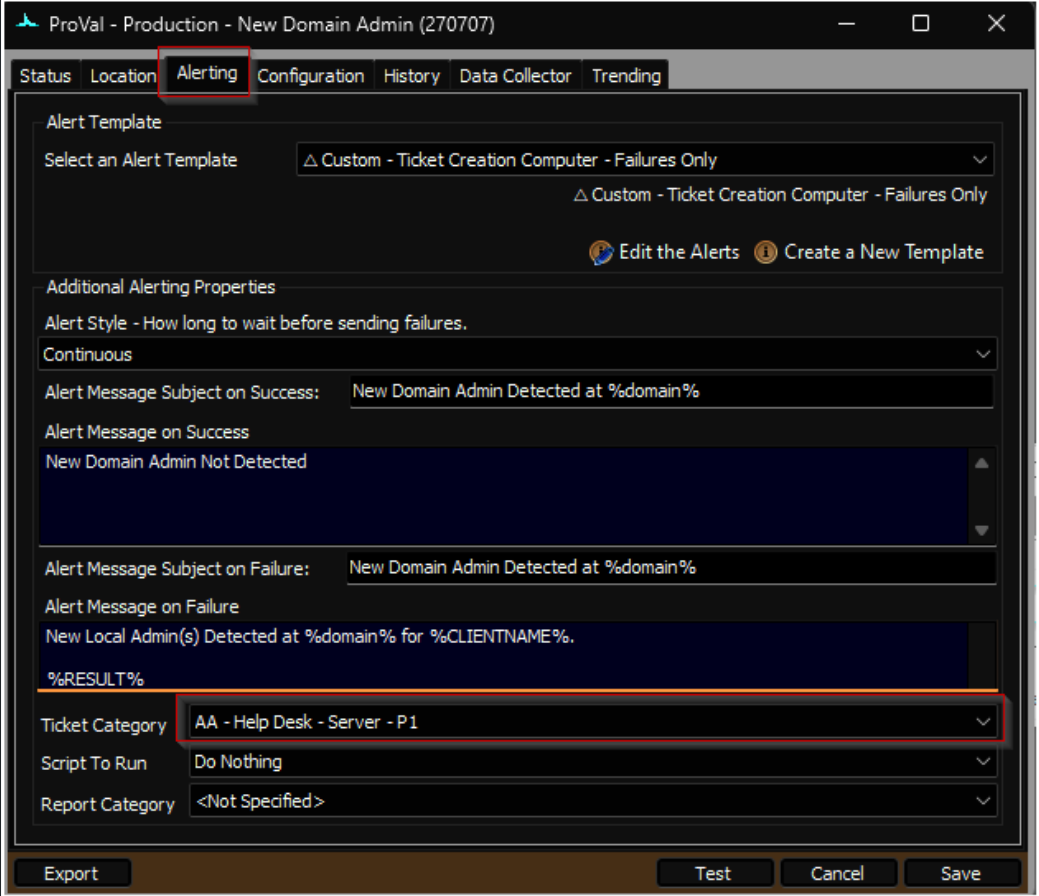 ProVal - Production - New Domain Admin (270707)
Status Location Alerting Configuration History Data Collector Trending
Alert Template
Select an Alert Template △ Custom - Ticket Creation Computer - Failures Only
△ Custom - Ticket Creation Computer - Failures Only
Edit the Alerts Create a New Template
Additional Alerting Properties
Alert Style - How long to wait before sending failures.
Continuous
Alert Message Subject on Success: New Domain Admin Detected at %domain%
Alert Message on Success
New Domain Admin Not Detected
Alert Message Subject on Failure: New Domain Admin Detected at %domain%
Alert Message on Failure
New Local Admin(s) Detected at %domain% for %CLIENTNAME%.
%RESULT%
Ticket Category AA - Help Desk - Server - P1
Script To Run Do Nothing
Report Category <Not Specified>
Export Test Cancel Save